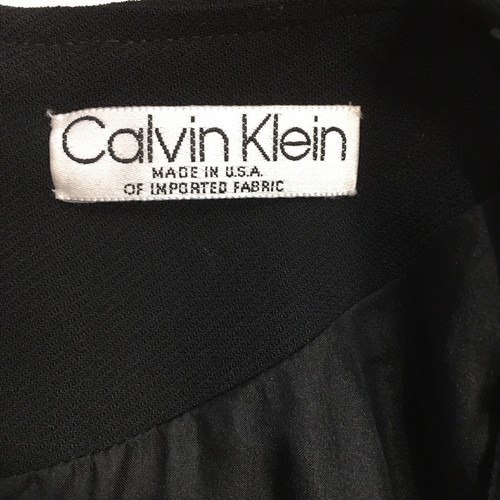 Calvin Klein
MADE IN U.S.A.
OF IMPORTED FABRIC